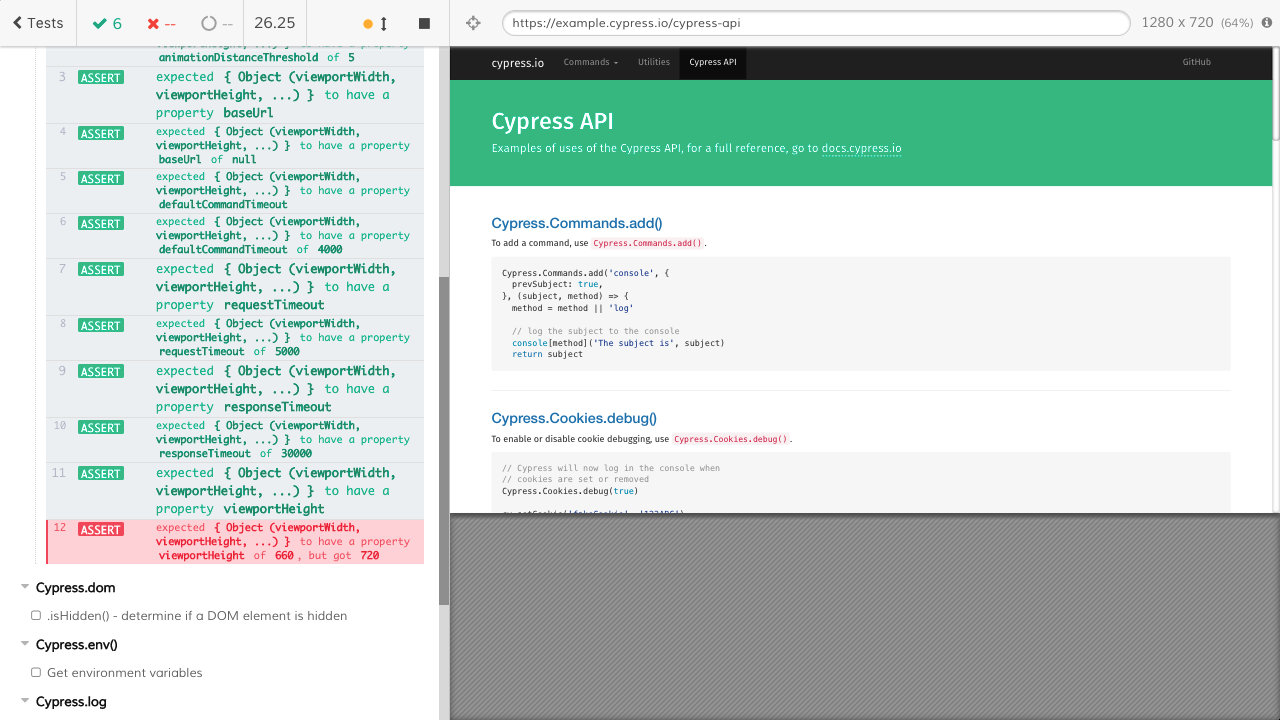 Tests
6
--
--
26.25
https://example.cypress.io/cypress-api
1280 x 720 (64%)
animationDistanceThreshold of 5
3 ASSERT expected { Object (viewportWidth,
viewportHeight, ...) } to have a
property baseUrl
4 ASSERT expected { Object (viewportWidth,
viewportHeight, ...) } to have a property
baseUrl of null
5 ASSERT expected { Object (viewportWidth,
viewportHeight, ...) } to have a property
defaultCommandTimeout
6 ASSERT expected { Object (viewportWidth,
viewportHeight, ...) } to have a property
defaultCommandTimeout of 4000
7 ASSERT expected { Object (viewportWidth,
viewportHeight, ...) } to have a
property requestTimeout
8 ASSERT expected { Object (viewportWidth,
viewportHeight, ...) } to have a property
requestTimeout of 5000
9 ASSERT expected { Object (viewportWidth,
viewportHeight, ...) } to have a
property responseTimeout
10 ASSERT expected { Object (viewportWidth,
viewportHeight, ...) } to have a property
responseTimeout of 30000
11 ASSERT expected { Object (viewportWidth,
viewportHeight, ...) } to have a
property viewportHeight
12 ASSERT expected { Object (viewportWidth,
viewportHeight, ...) } to have a property
viewportHeight of 660, but got 720
Cypress.dom
.isHidden() - determine if a DOM element is hidden
Cypress.env()
Get environment variables
Cypress.log
cypress.io Commands Utilities Cypress API GitHub
Cypress API
Examples of uses of the Cypress API, for a full reference, go to docs.cypress.io
Cypress.Commands.add()
To add a command, use Cypress.Commands.add().
Cypress.Commands.add('console', {
prevSubject: true,
}, (subject, method) => {
method = method || 'log'
// log the subject to the console
console[method]('The subject is', subject)
return subject
Cypress.Cookies.debug()
To enable or disable cookie debugging, use Cypress.Cookies.debug().
// Cypress will now log in the console when
// cookies are set or removed
Cypress.Cookies.debug(true)